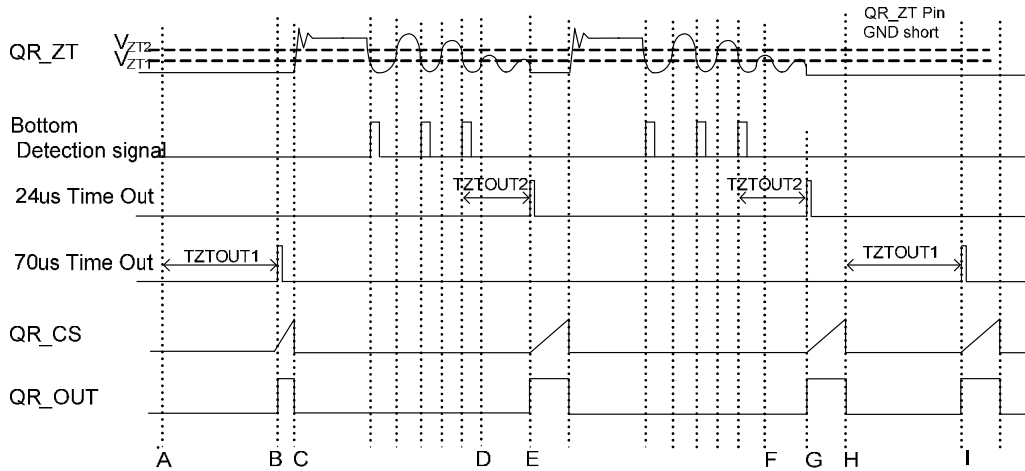 QR_ZT Pin
GND short
VZT2
QR_ZT
VZT1
Bottom
Detection signal
TZTOUT2
TZTOUT2
24us Time Out
TZTOUT1
TZTOUT1
70us Time Out
QR_CS
QR_OUT
A B C D E F G H I